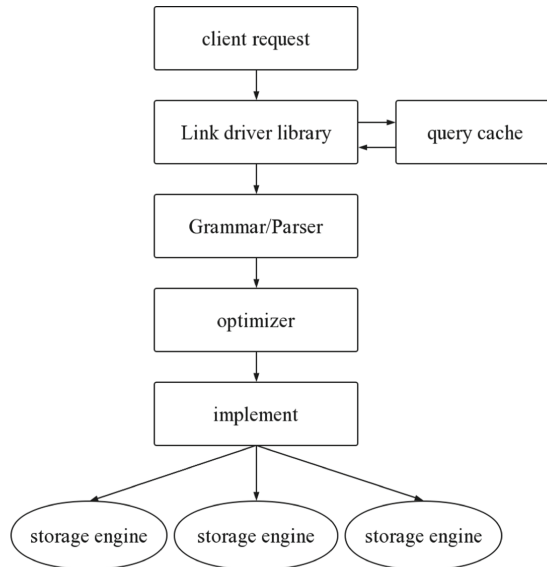 client request
Link driver library
query cache
Grammar/Parser
optimizer
implement
storage engine
storage engine
storage engine